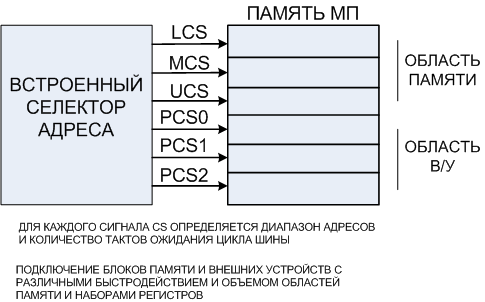 ПАМЯТЬ МП
ВСТРОЕННЫЙ
СЕЛЕКТОР
АДРЕСА
LCS
MCS
UCS
PCS0
PCS1
PCS2
ОБЛАСТЬ
ПАМЯТИ
ОБЛАСТЬ
В/У
ДЛЯ КАЖДОГО СИГНАЛА CS ОПРЕДЕЛЯЕТСЯ ДИАПАЗОН АДРЕСОВ
И КОЛИЧЕСТВО ТАКТОВ ОЖИДАНИЯ ЦИКЛА ШИНЫ
ПОДКЛЮЧЕНИЕ БЛОКОВ ПАМЯТИ И ВНЕШНИХ УСТРОЙСТВ С
РАЗЛИЧНЫМИ БЫСТРОДЕЙСТВИЕМ И ОБЪЕМОМ ОБЛАСТЕЙ
ПАМЯТИ И НАБОРАМИ РЕГИСТРОВ